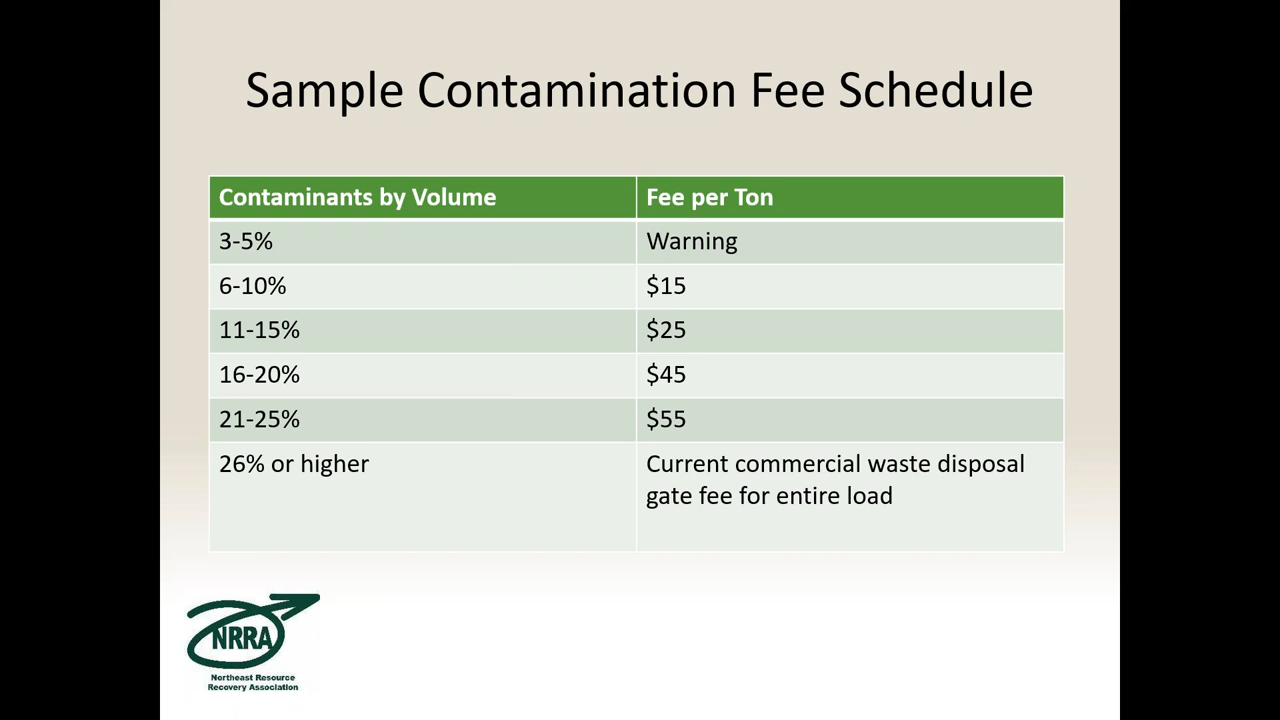 Sample Contamination Fee Schedule
Contaminants by Volume Fee per Ton
3-5% Warning
6-10% $15
11-15% $25
16-20% $45
21-25% $55
26% or higher Current commercial waste disposal
gate fee for entire load
NRRA
Northeast Resource
Recovery Association